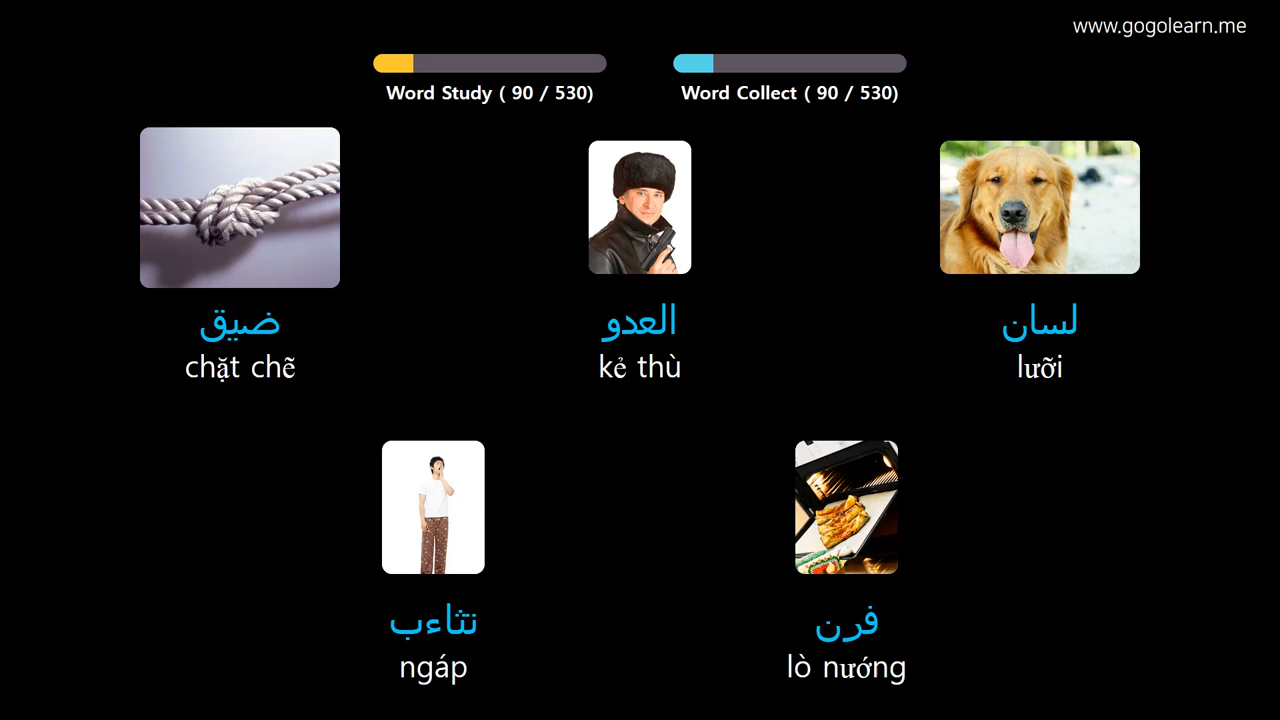 www.gogolearn.me
Word Study ( 90 / 530)
Word Collect ( 90 / 530)
ضيق
chặt chẽ
العدو
kẻ thù
لسان
lưỡi
نتثاءب
ngáp
فرن
lò nướng